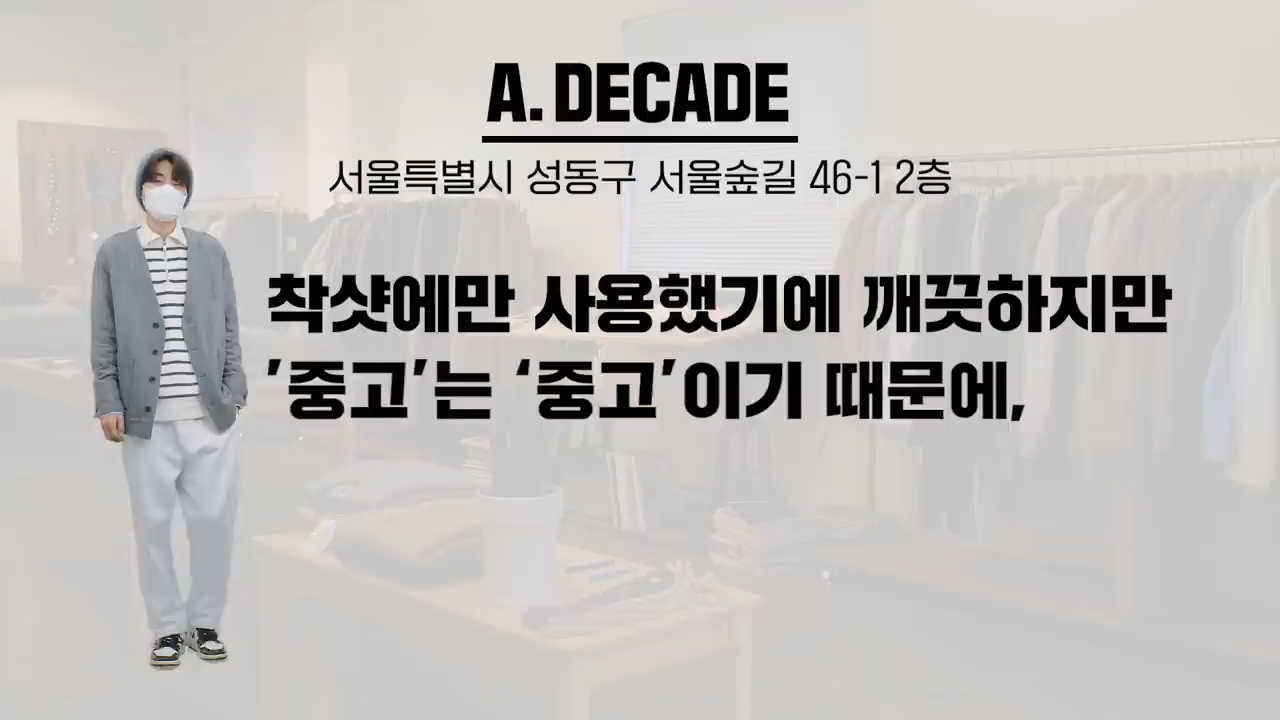 A. DECADE
서울특별시 성동구 서울숲길 46-1 2층
착샷에만 사용했기에 깨끗하지만
’중고’는 ‘중고’이기 때문에,